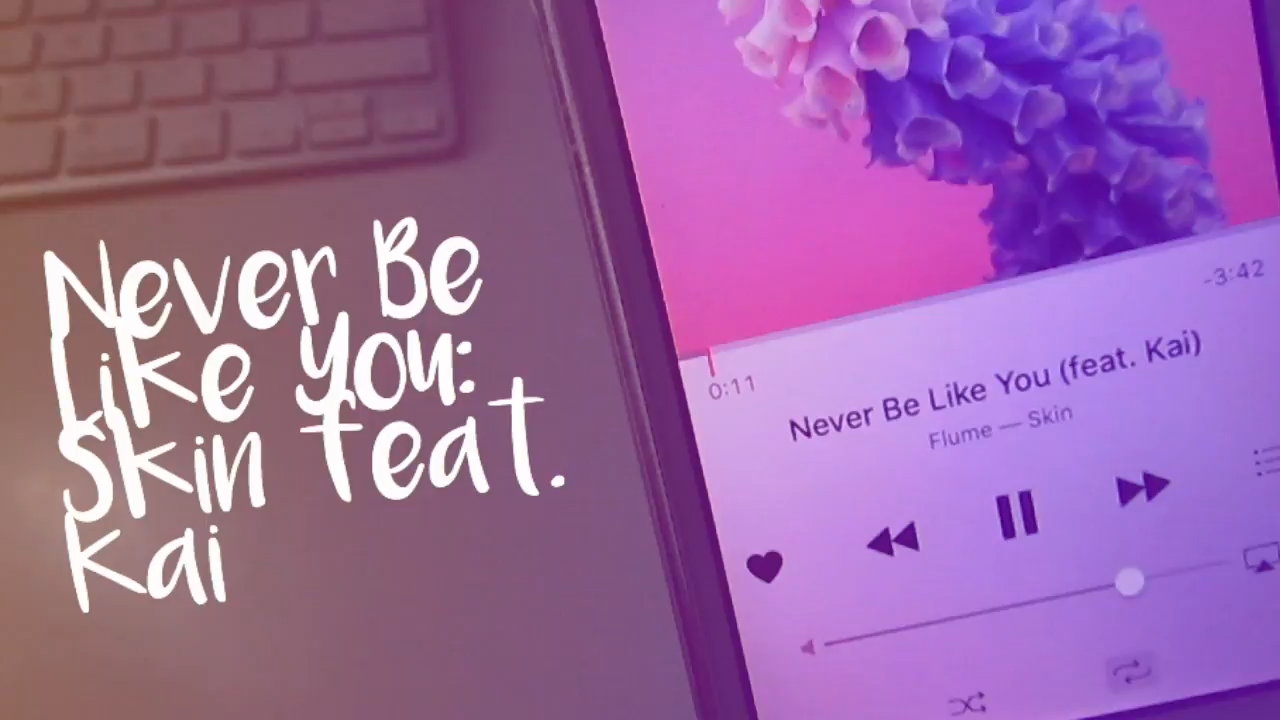 Never Be
Like You:
Skin feat.
Kai
-3:42
0:11
Never Be Like You (feat. Kai)
Flume — Skin